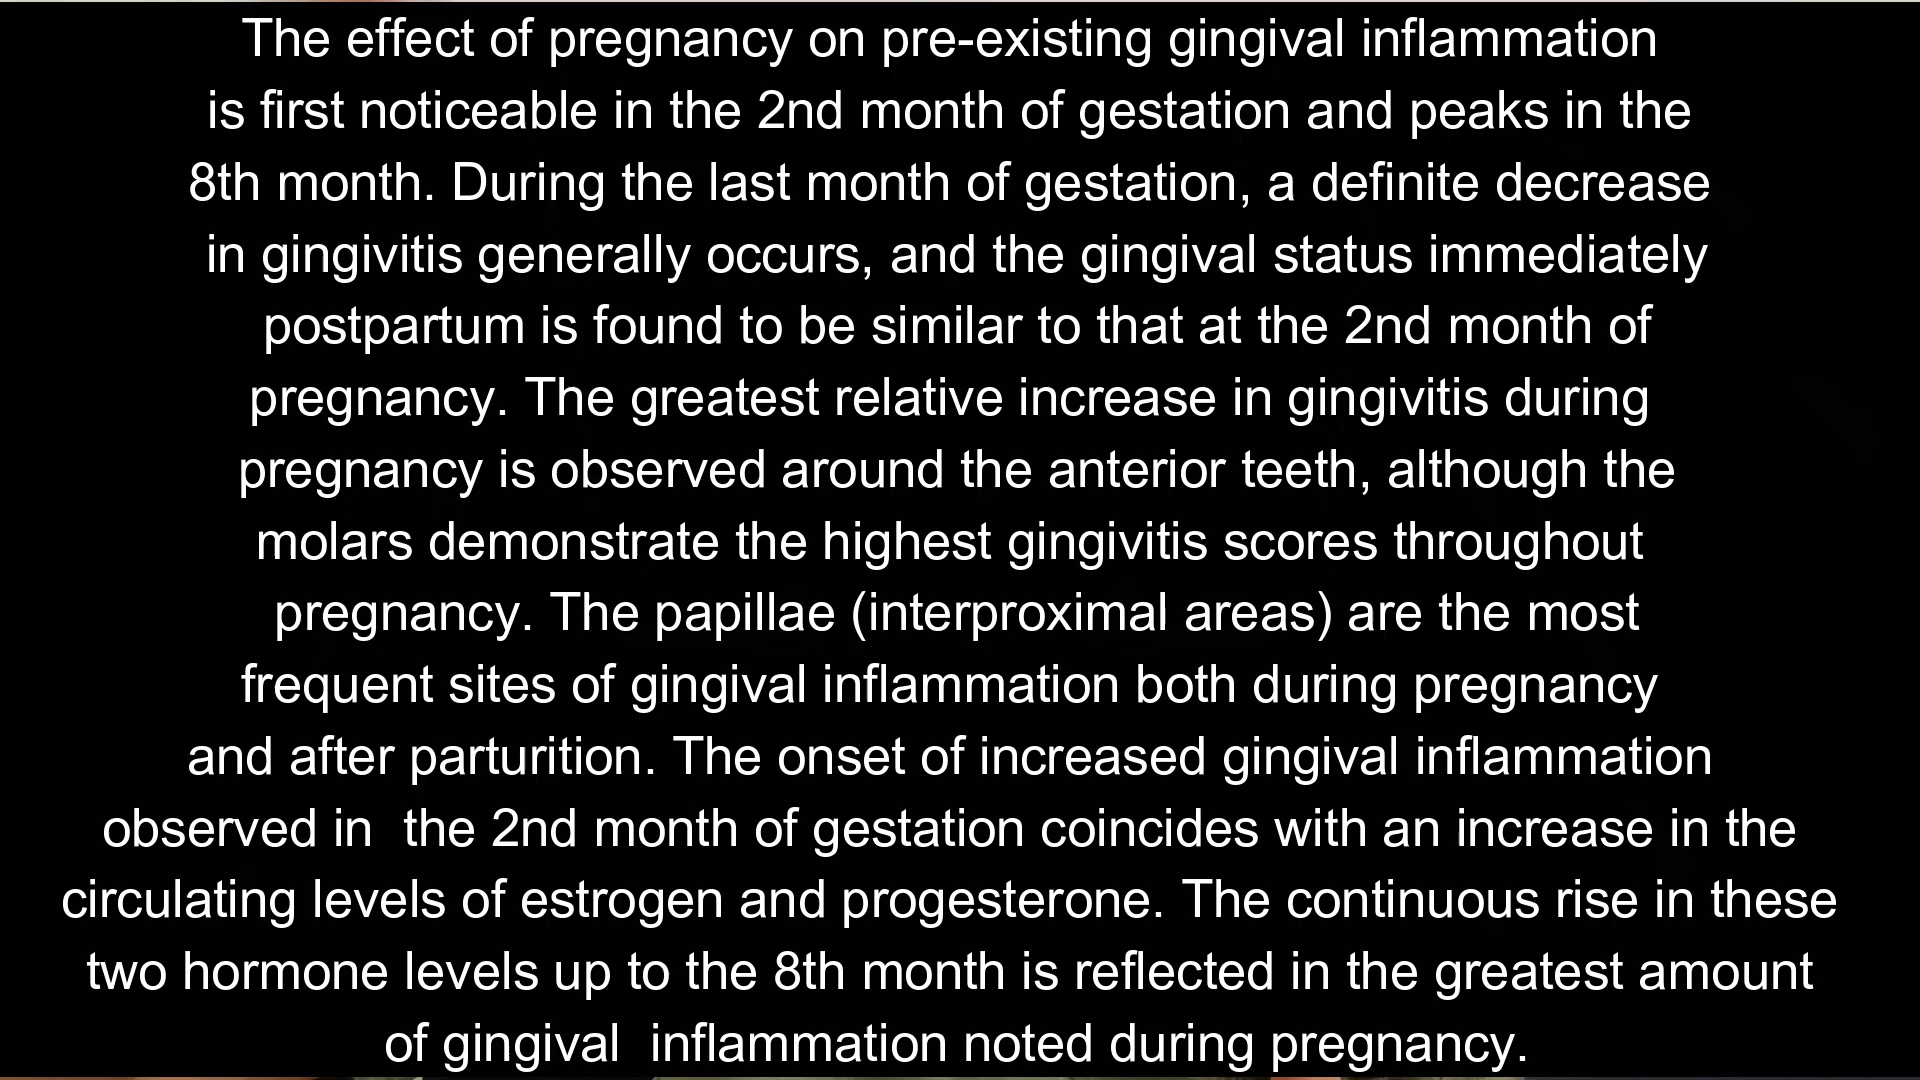 The effect of pregnancy on pre-existing gingival inflammation
is first noticeable in the 2nd month of gestation and peaks in the
8th month. During the last month of gestation, a definite decrease
in gingivitis generally occurs, and the gingival status immediately
postpartum is found to be similar to that at the 2nd month of
pregnancy. The greatest relative increase in gingivitis during
pregnancy is observed around the anterior teeth, although the
molars demonstrate the highest gingivitis scores throughout
pregnancy. The papillae (interproximal areas) are the most
frequent sites of gingival inflammation both during pregnancy
and after parturition. The onset of increased gingival inflammation
observed in  the 2nd month of gestation coincides with an increase in the
circulating levels of estrogen and progesterone. The continuous rise in these
two hormone levels up to the 8th month is reflected in the greatest amount
of gingival  inflammation noted during pregnancy.